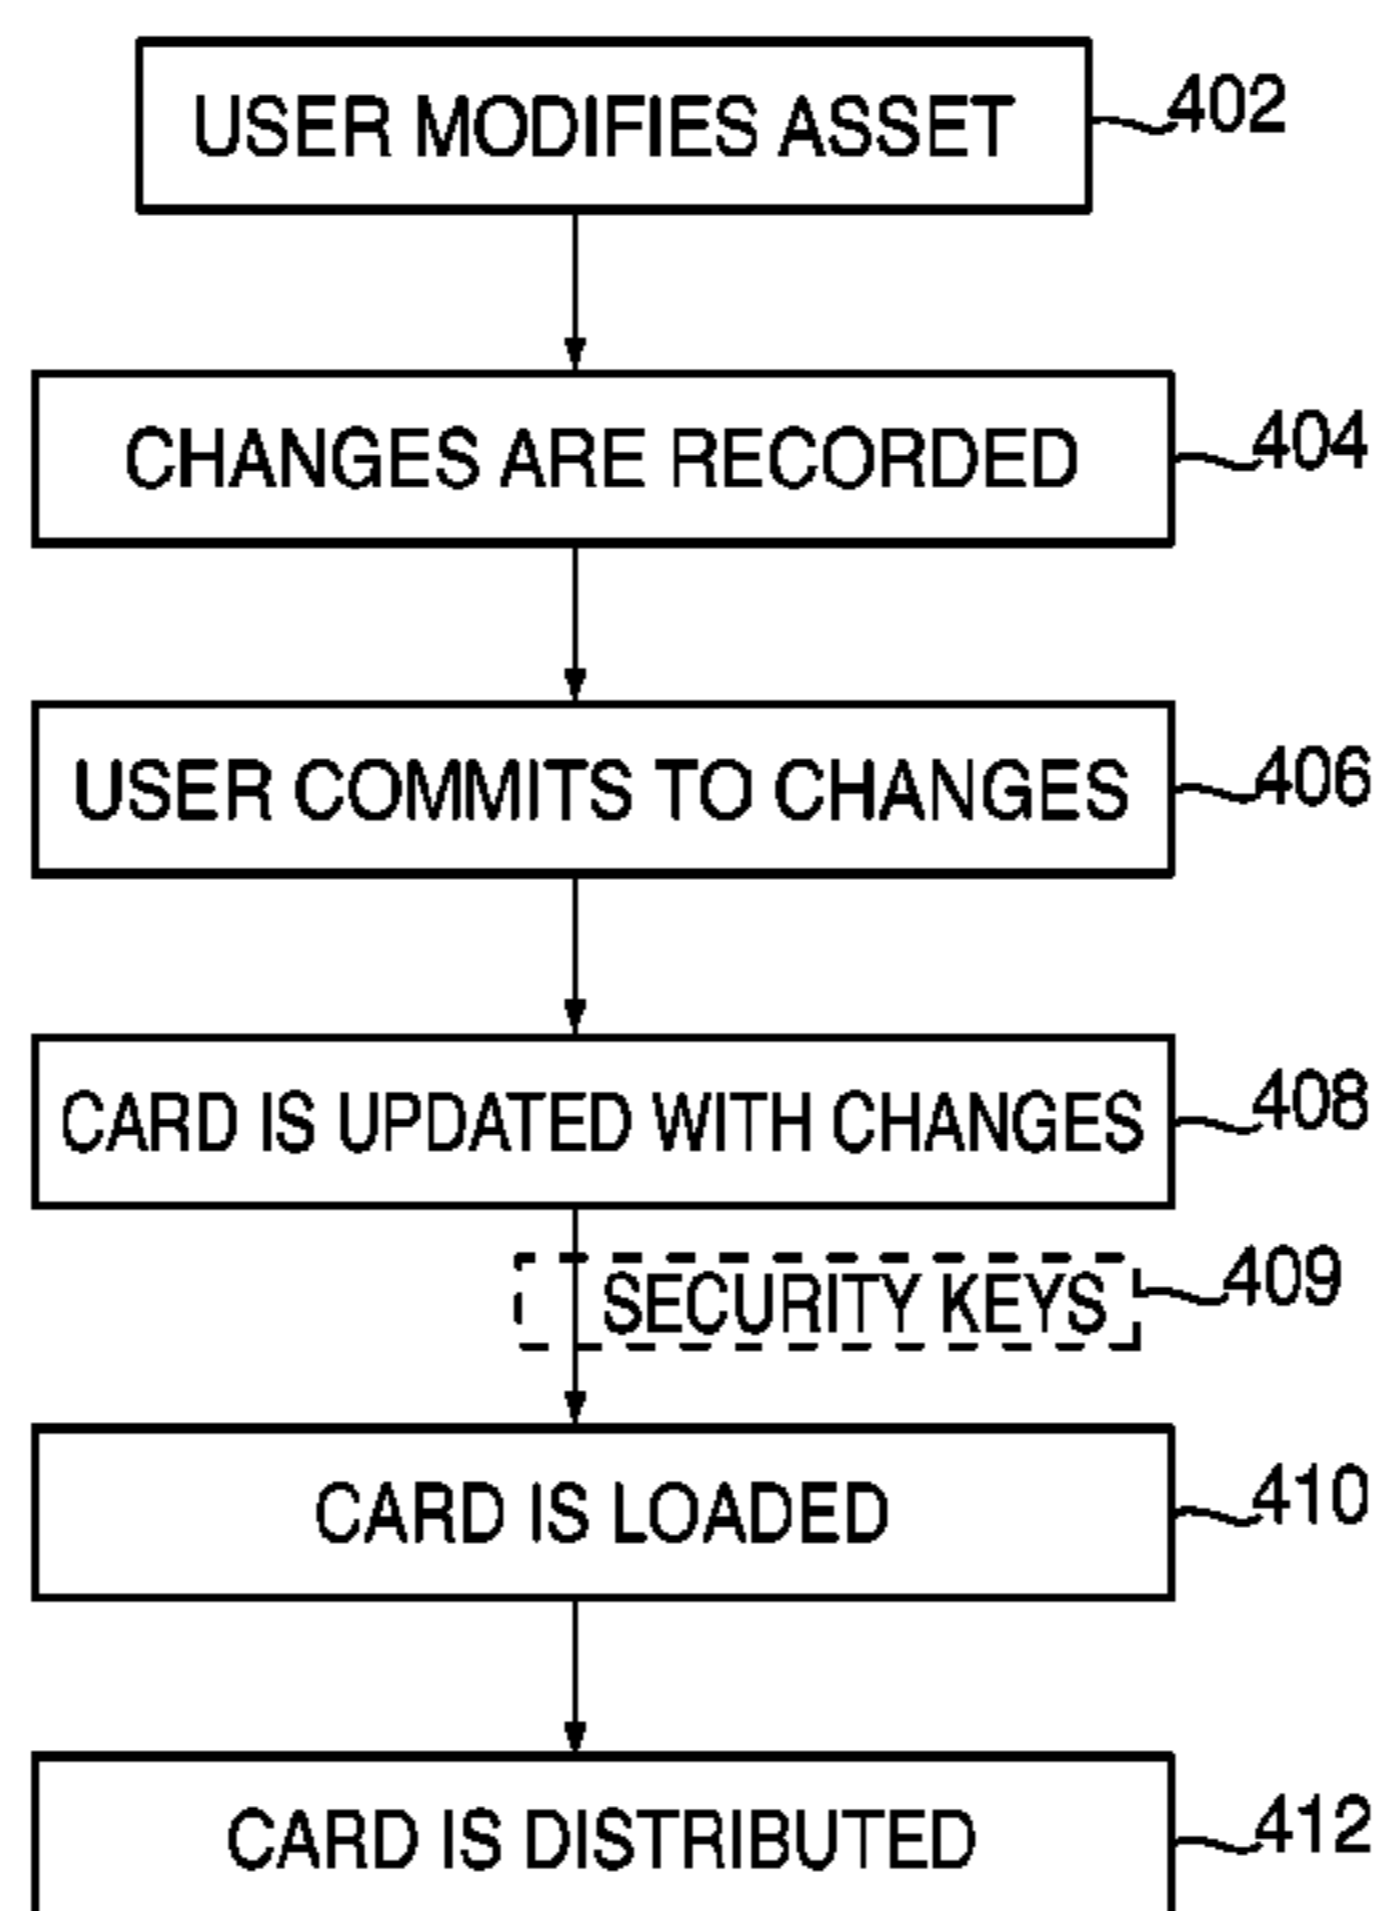 USER MODIFIES ASSET 402
CHANGES ARE RECORDED 404
USER COMMITS TO CHANGES 406
CARD IS UPDATED WITH CHANGES 408
SECURITY KEYS 409
CARD IS LOADED 410
CARD IS DISTRIBUTED 412